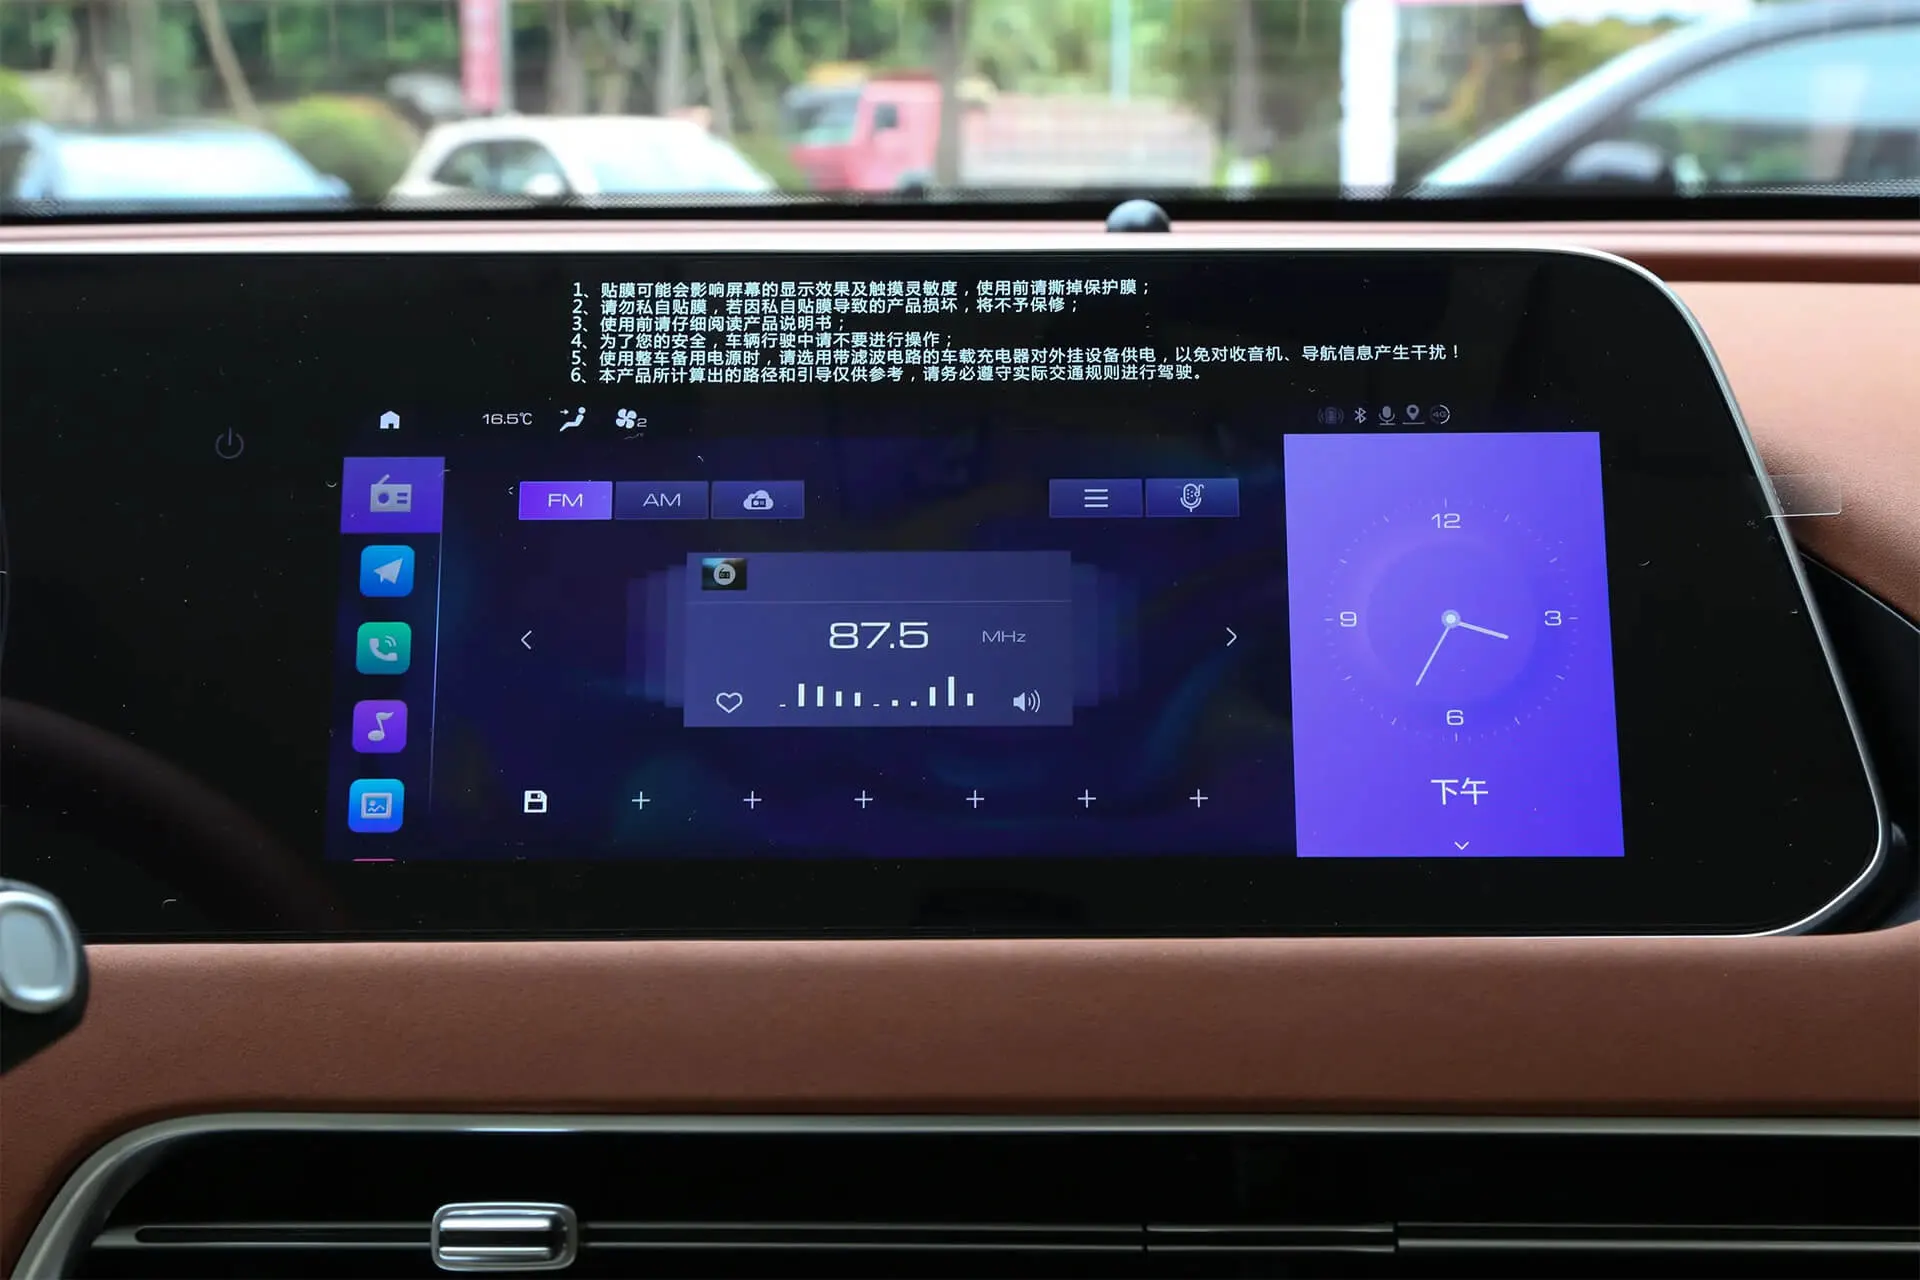 1、贴膜可能会影响屏幕的显示效果及触摸灵敏度，使用前请撕掉保护膜；
2、请勿私自贴膜，若因私自贴膜导致的产品损坏，将不予保修；
3、使用前请仔细阅读产品说明书；
4、为了您的安全，车辆行驶中请不要进行操作；
5、使用整车备用电源时，请选用带滤波电路的车载充电器对外挂设备供电，以免对收音机、导航信息产生干扰！
6、本产品所计算出的路径和引导仅供参考，请务必遵守实际交通规则进行驾驶。
16.5℃ 2 4G
FM AM
12
87.5 MHz
9 3
6
下午